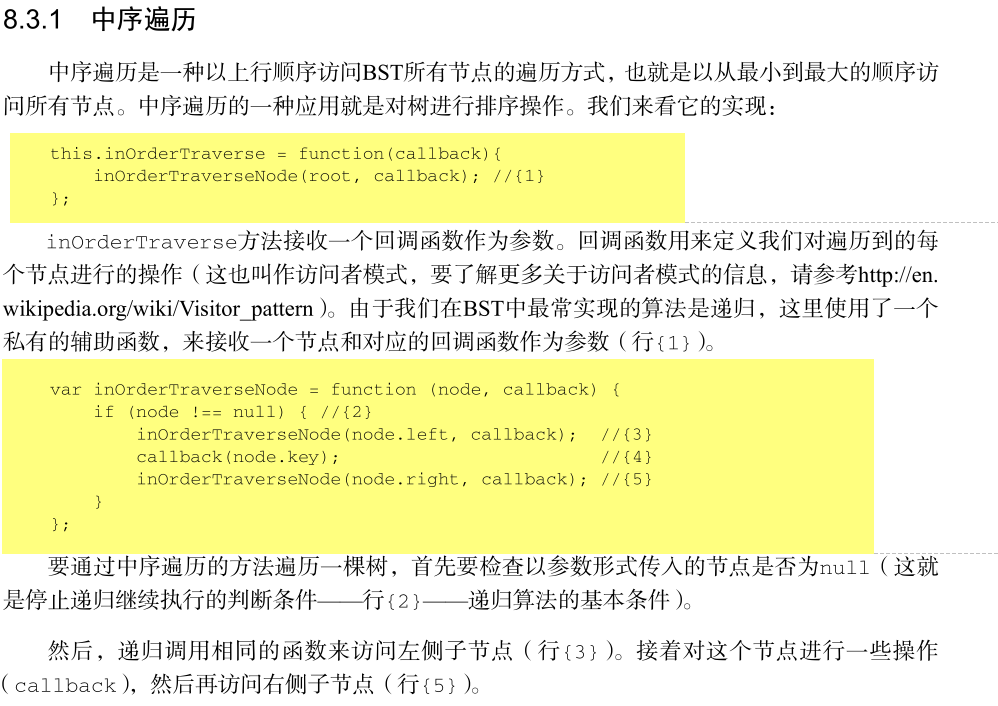 8.3.1 中序遍历
中序遍历是一种以上行顺序访问BST所有节点的遍历方式，也就是以从最小到最大的顺序访
问所有节点。中序遍历的一种应用就是对树进行排序操作。我们来看它的实现：
this.inOrderTraverse = function(callback){
    inOrderTraverseNode(root, callback); //{1}
};
inOrderTraverse方法接收一个回调函数作为参数。回调函数用来定义我们对遍历到的每
个节点进行的操作（这也叫作访问者模式，要了解更多关于访问者模式的信息，请参考http://en.
wikipedia.org/wiki/Visitor_pattern）。由于我们在BST中最常实现的算法是递归，这里使用了一个
私有的辅助函数，来接收一个节点和对应的回调函数作为参数（行{1}）。
var inOrderTraverseNode = function (node, callback) {
    if (node !== null) { //{2}
        inOrderTraverseNode(node.left, callback);  //{3}
        callback(node.key);                        //{4}
        inOrderTraverseNode(node.right, callback); //{5}
    }
};
要通过中序遍历的方法遍历一棵树，首先要检查以参数形式传入的节点是否为null（这就
是停止递归继续执行的判断条件——行{2}——递归算法的基本条件）。
然后，递归调用相同的函数来访问左侧子节点（行{3}）。接着对这个节点进行一些操作
（callback），然后再访问右侧子节点（行{5}）。